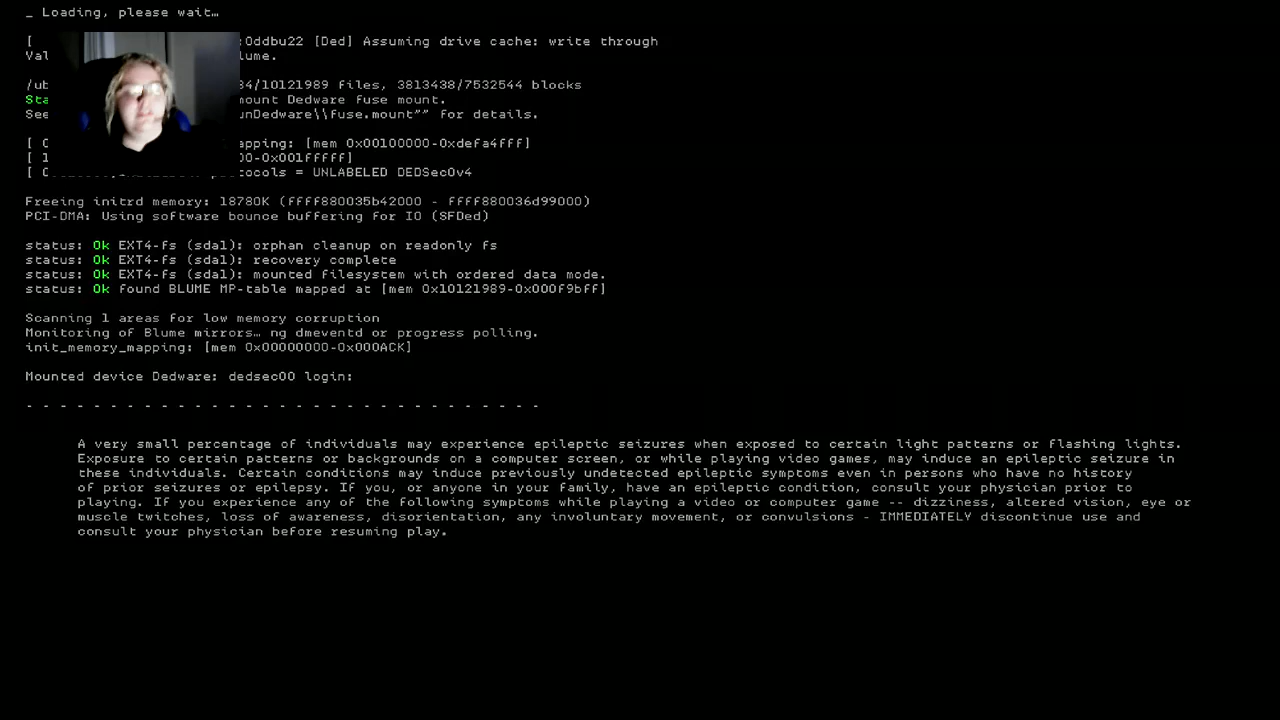 _ Loading, please wait…
[ :Oddbu22 [Ded] Assuming drive cache: write through
Val lume.
/ub 34/10121989 files, 3813438/7532544 blocks
Sta mount Dedware fuse mount.
See unDedware\\fuse.mount"" for details.
[ 0 apping: [mem 0x00100000-0xdefa4fff]
[ 1 00-0x001fffff]
[ 0 protocols = UNLABELED DEDSec0v4
Freeing initrd memory: 18780K (ffff880035b42000 - ffff880036d99000)
PCI-DMA: Using software bounce buffering for IO (SFDed)
status: Ok EXT4-fs (sda1): orphan cleanup on readonly fs
status: Ok EXT4-fs (sda1): recovery complete
status: Ok EXT4-fs (sda1): mounted filesystem with ordered data mode.
status: Ok found BLUME MP-table mapped at [mem 0x10121989-0x000f9bff]
Scanning 1 areas for low memory corruption
Monitoring of Blume mirrors… ng dmeventd or progress polling.
init_memory_mapping: [mem 0x00000000-0x000ACK]
Mounted device Dedware: dedsec00 login:
- - - - - - - - - - - - - - - - - - - - - - - - - - - - - - -
A very small percentage of individuals may experience epileptic seizures when exposed to certain light patterns or flashing lights.
Exposure to certain patterns or backgrounds on a computer screen, or while playing video games, may induce an epileptic seizure in
these individuals. Certain conditions may induce previously undetected epileptic symptoms even in persons who have no history
of prior seizures or epilepsy. If you, or anyone in your family, have an epileptic condition, consult your physician prior to
playing. If you experience any of the following symptoms while playing a video or computer game -- dizziness, altered vision, eye or
muscle twitches, loss of awareness, disorientation, any involuntary movement, or convulsions - IMMEDIATELY discontinue use and
consult your physician before resuming play.